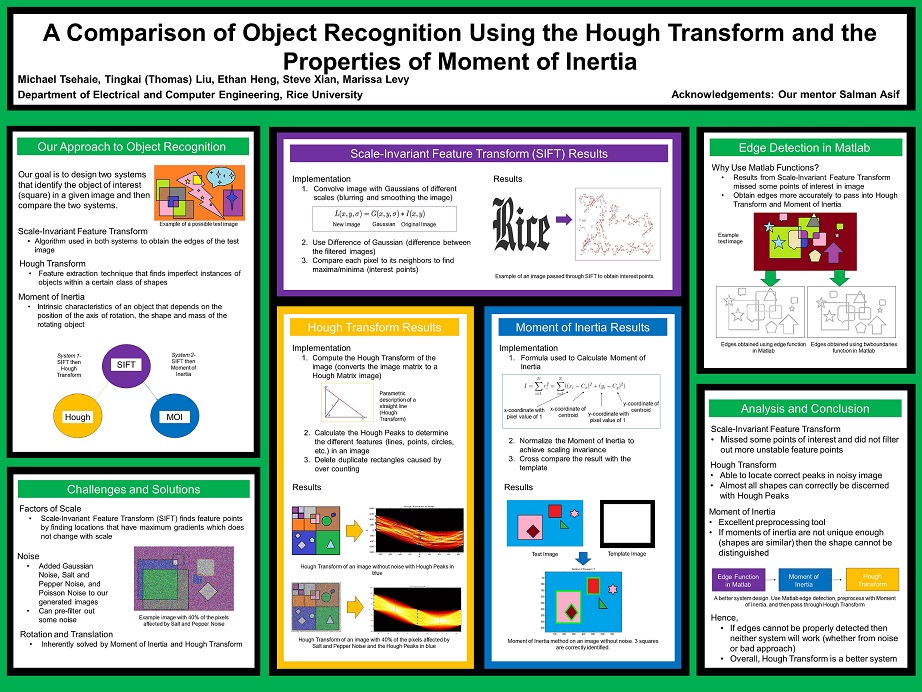 A Comparison of Object Recognition Using the Hough Transform and the
Properties of Moment of Inertia
Michael Tsehaie, Tingkai (Thomas) Liu, Ethan Heng, Steve Xian, Marissa Levy
Department of Electrical and Computer Engineering, Rice University
Acknowledgements: Our mentor Salman Asif
Our Approach to Object Recognition
Our goal is to design two systems
that identify the object of interest
(square) in a given image and then
compare the two systems.
Example of a possible test image
Scale-Invariant Feature Transform
• Algorithm used in both systems to obtain the edges of the test
image
Hough Transform
• Feature extraction technique that finds imperfect instances of
objects within a certain class of shapes
Moment of Inertia
• Intrinsic characteristics of an object that depends on the
position of the axis of rotation, the shape and mass of the
rotating object
System 1-
SIFT then
Hough
Transform
SIFT
System 2-
SIFT then
Moment of
Inertia
Hough
MOI
Challenges and Solutions
Factors of Scale
• Scale-Invariant Feature Transform (SIFT) finds feature points
by finding locations that have maximum gradients which does
not change with scale
Noise
• Added Gaussian
Noise, Salt and
Pepper Noise, and
Poisson Noise to our
generated images
• Can pre-filter out
some noise
Example image with 40% of the pixels
affected by Salt and Pepper Noise
Rotation and Translation
• Inherently solved by Moment of Inertia and Hough Transform
Scale-Invariant Feature Transform (SIFT) Results
Implementation
1. Convolve image with Gaussians of different
scales (blurring and smoothing the image)
L(x, y, σ) = G(x, y, σ) * I(x, y)
New Image Gaussian Original Image
2. Use Difference of Gaussian (difference between
the filtered images)
3. Compare each pixel to its neighbors to find
maxima/minima (interest points)
Results
Rice
Example of an image passed through SIFT to obtain interest points
Hough Transform Results
Implementation
1. Compute the Hough Transform of the
image (converts the image matrix to a
Hough Matrix image)
Parametric
description of a
straight line
(Hough
Transform)
2. Calculate the Hough Peaks to determine
the different features (lines, points, circles,
etc.) in an image
3. Delete duplicate rectangles caused by
over counting
Results
Hough Transform of an image without noise with Hough Peaks in
blue
Hough Transform of an image with 40% of the pixels affected by
Salt and Pepper Noise and the Hough Peaks in blue
Moment of Inertia Results
Implementation
1. Formula used to Calculate Moment of
Inertia
x-coordinate with
pixel value of 1
x-coordinate of
centroid
y-coordinate with
pixel value of 1
y-coordinate of
centroid
2. Normalize the Moment of Inertia to
achieve scaling invariance
3. Cross compare the result with the
template
Results
Test Image
Template Image
Moment of Inertia method on an image without noise. 3 squares
are correctly identified.
Edge Detection in Matlab
Why Use Matlab Functions?
• Results from Scale-Invariant Feature Transform
missed some points of interest in image
• Obtain edges more accurately to pass into Hough
Transform and Moment of Inertia
Example
test image
Edges obtained using edge function
in Matlab
Edges obtained using bwboundaries
function in Matlab
Analysis and Conclusion
Scale-Invariant Feature Transform
• Missed some points of interest and did not filter
out more unstable feature points
Hough Transform
• Able to locate correct peaks in noisy image
• Almost all shapes can correctly be discerned
with Hough Peaks
Moment of Inertia
• Excellent preprocessing tool
• If moments of inertia are not unique enough
(shapes are similar) then the shape cannot be
distinguished
Edge Function
in Matlab
Moment of
Inertia
Hough
Transform
A better system design: Use Matlab edge detection, preprocess with Moment
of Inertia, and then pass through Hough Transform
Hence,
• If edges cannot be properly detected then
neither system will work (whether from noise
or bad approach)
• Overall, Hough Transform is a better system